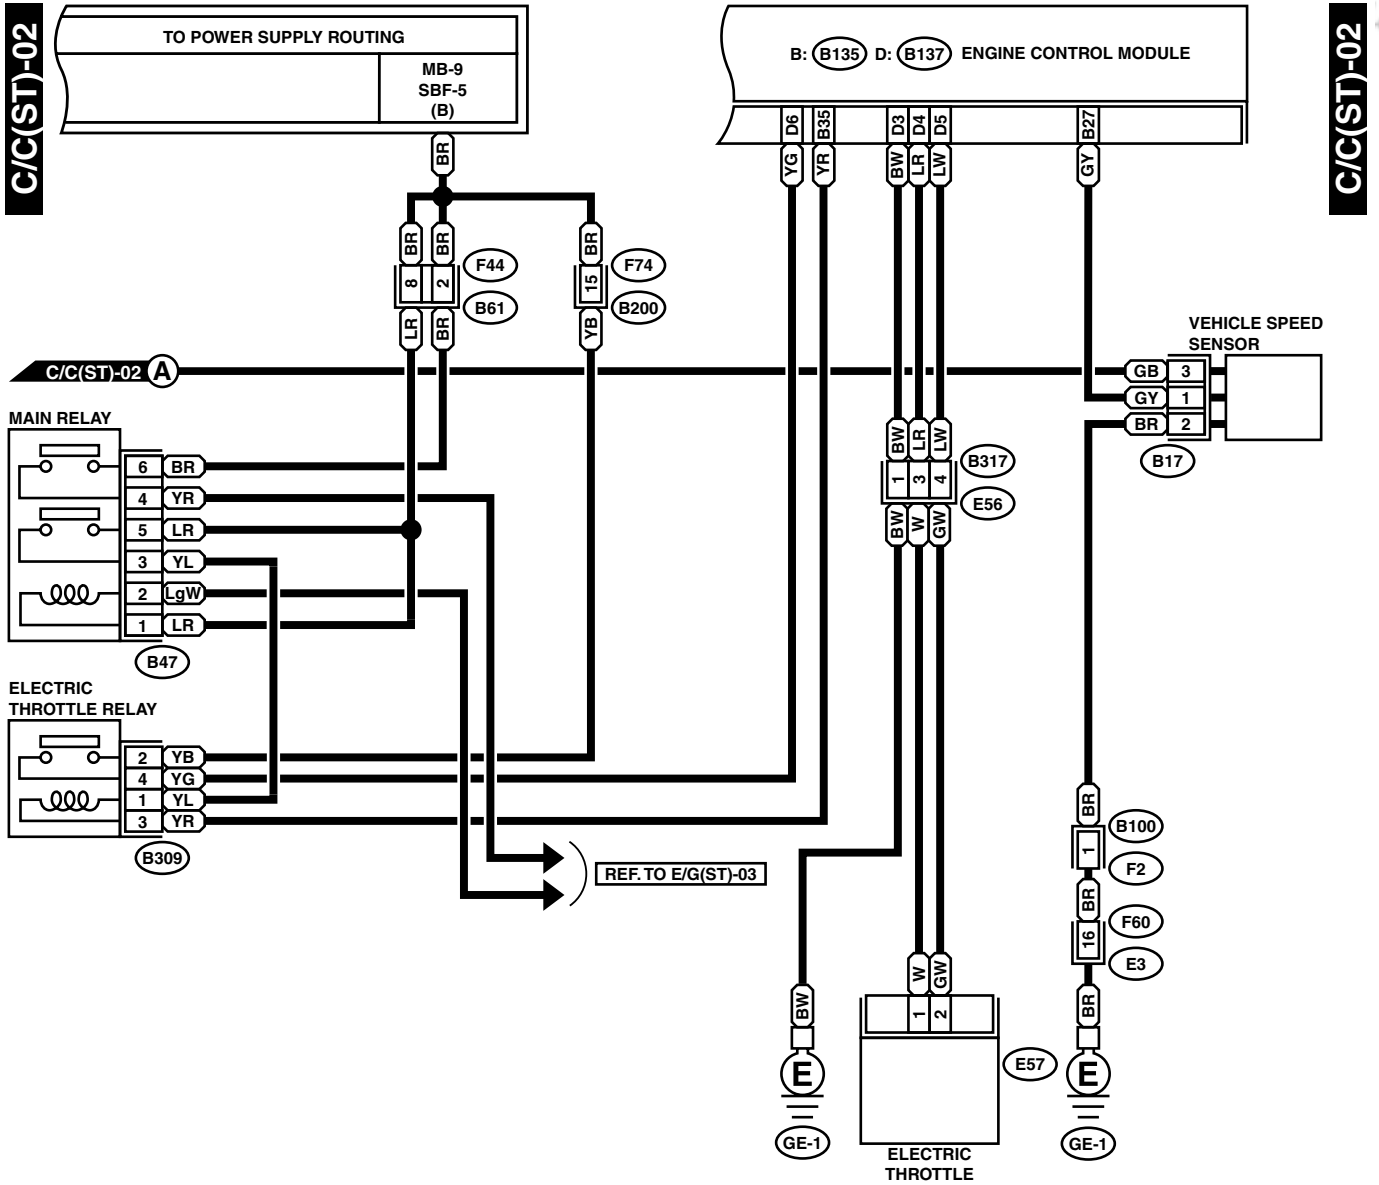 C/C(ST)-02
TO POWER SUPPLY ROUTING
MB-9
SBF-5
(B)
B: B135 D: B137 ENGINE CONTROL MODULE
C/C(ST)-02
D6 B35 D3 D4 D5 B27
BR
YG YR BW LR LW GY
BR BR BR
F44 F74
8 2 15
B61 B200
LR BR YB
VEHICLE SPEED
SENSOR
C/C(ST)-02 A
GB 3
GY 1
BR 2
B17
MAIN RELAY
BW LR LW
6 BR
B317
1 3 4
4 YR
E56
BW W GW
5 LR
3 YL
2 LgW
1 LR
B47
ELECTRIC
THROTTLE RELAY
2 YB
4 YG
1 YL
3 YR
B309
BR
B100
1
F2
REF. TO E/G(ST)-03
BR
F60
16
E3
W GW
BW
BR
1 2
E57
E E
GE-1 GE-1
ELECTRIC
THROTTLE